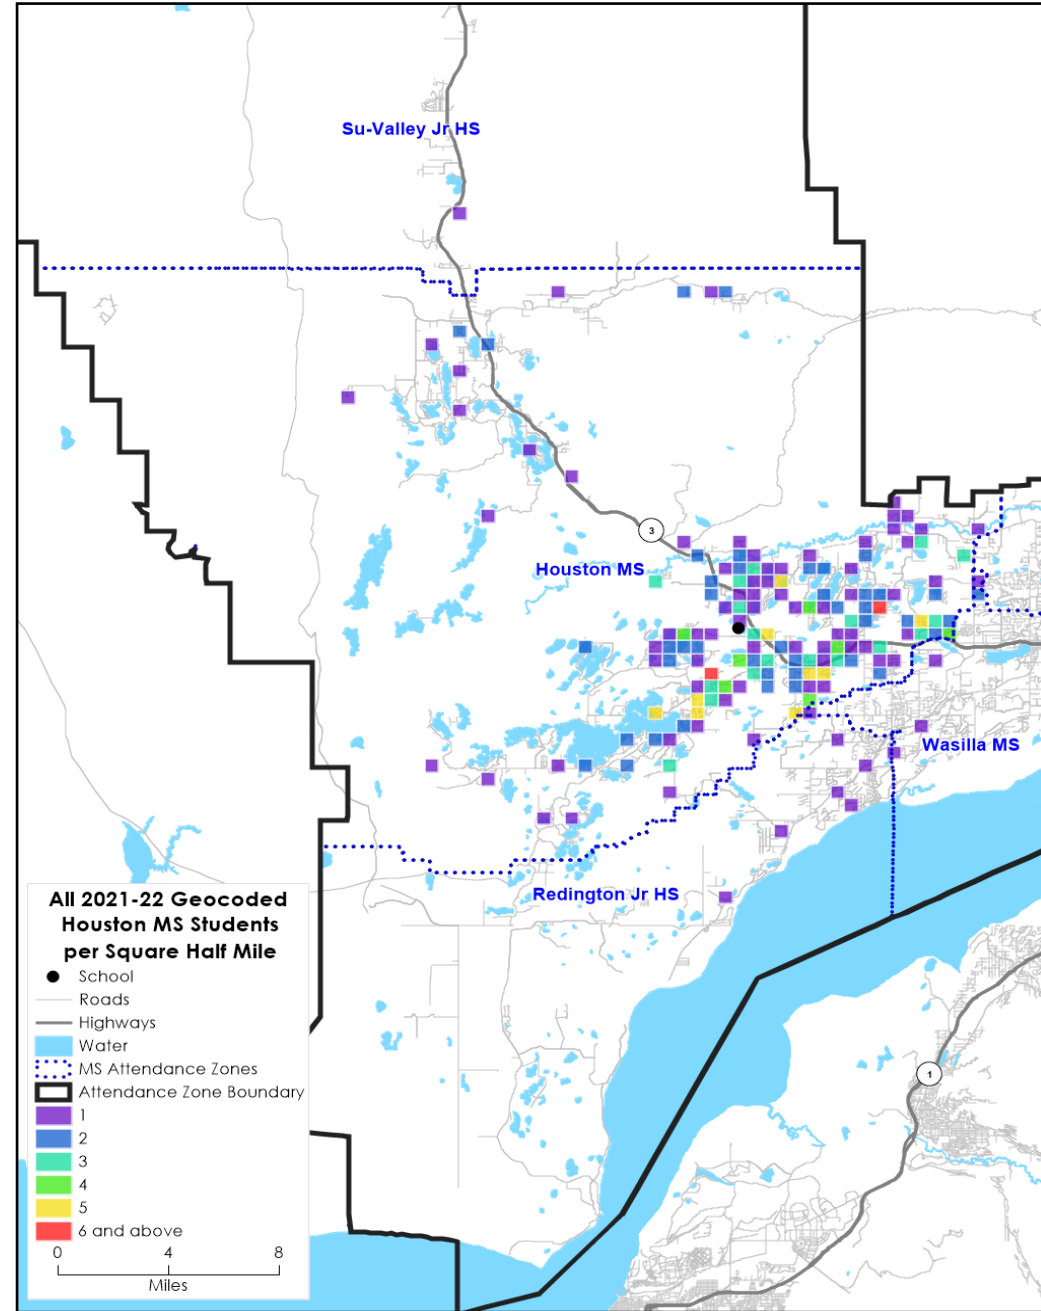 Su-Valley Jr HS
3
Houston MS
Wasilla MS
Redington Jr HS
1
All 2021-22 Geocoded
Houston MS Students
per Square Half Mile
School
Roads
Highways
Water
MS Attendance Zones
Attendance Zone Boundary
1
2
3
4
5
6 and above
0 4 8
Miles